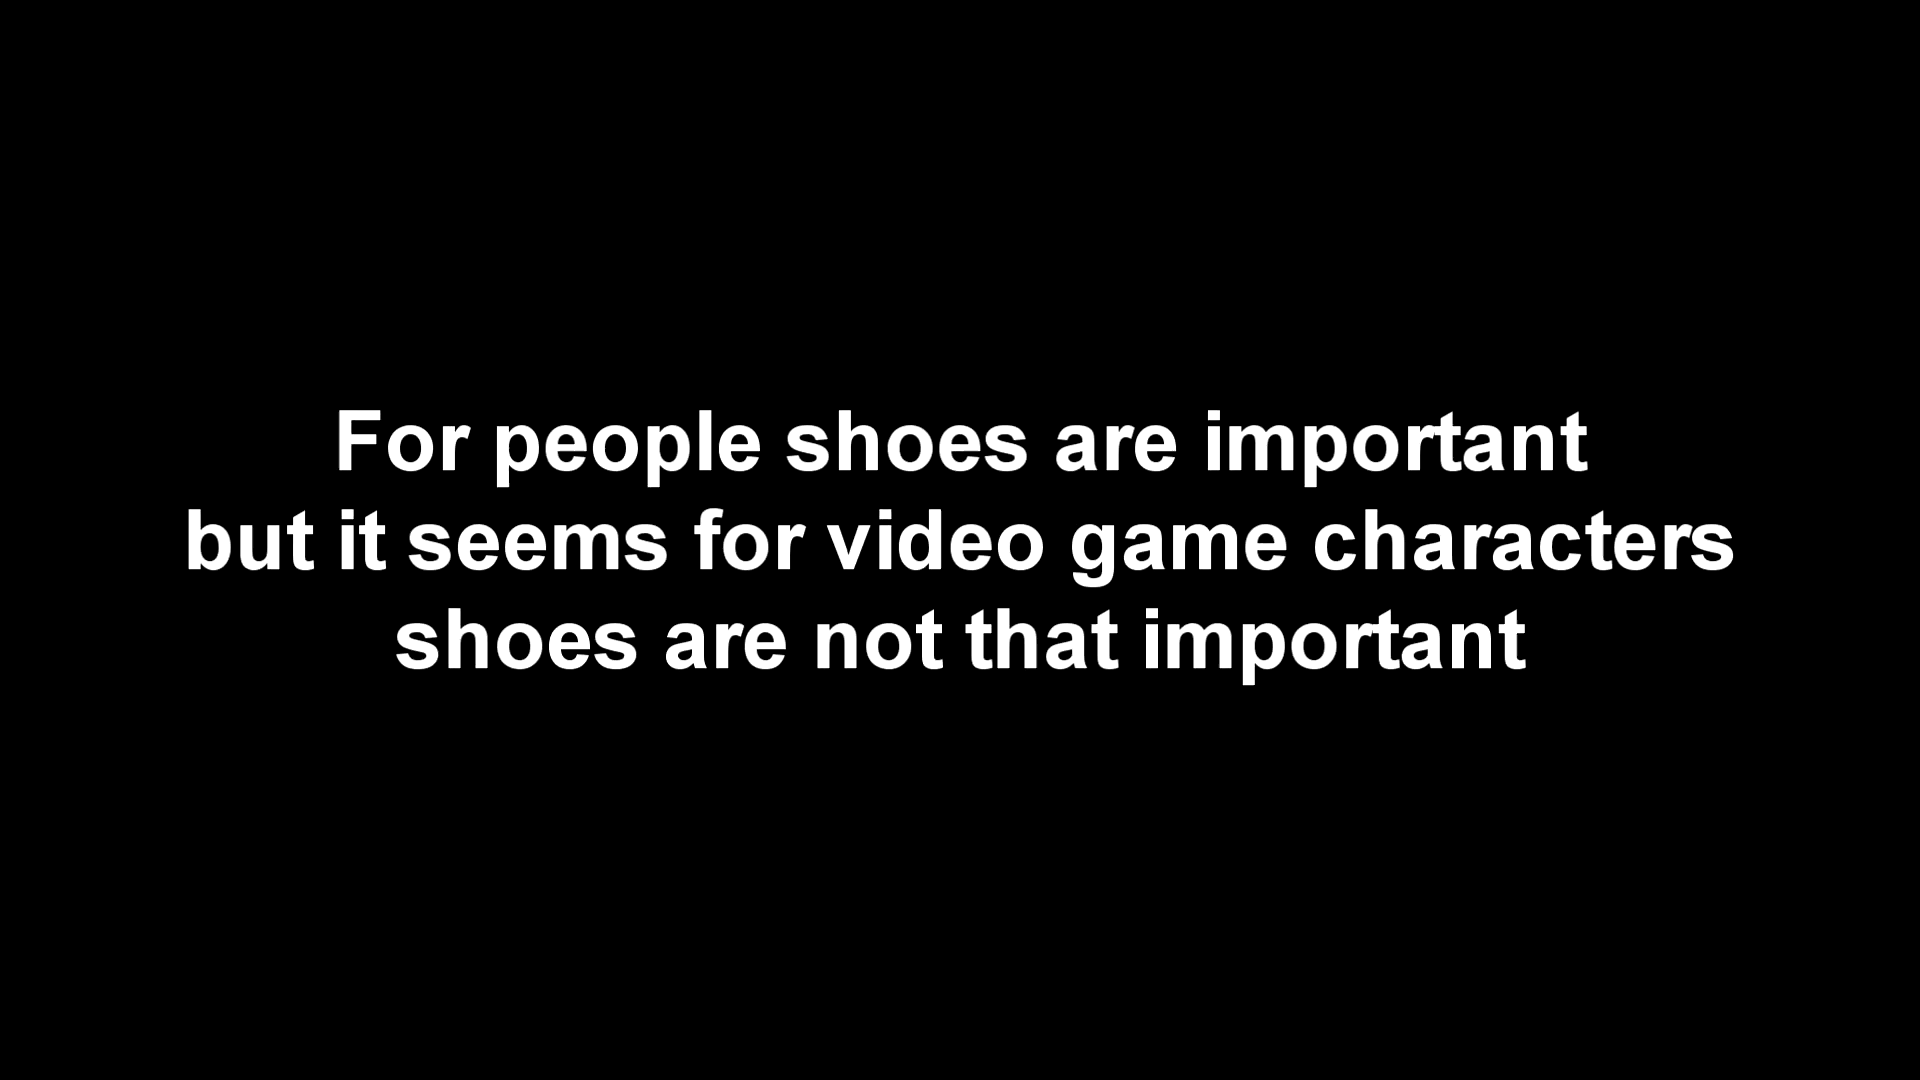 For people shoes are important
but it seems for video game characters
shoes are not that important